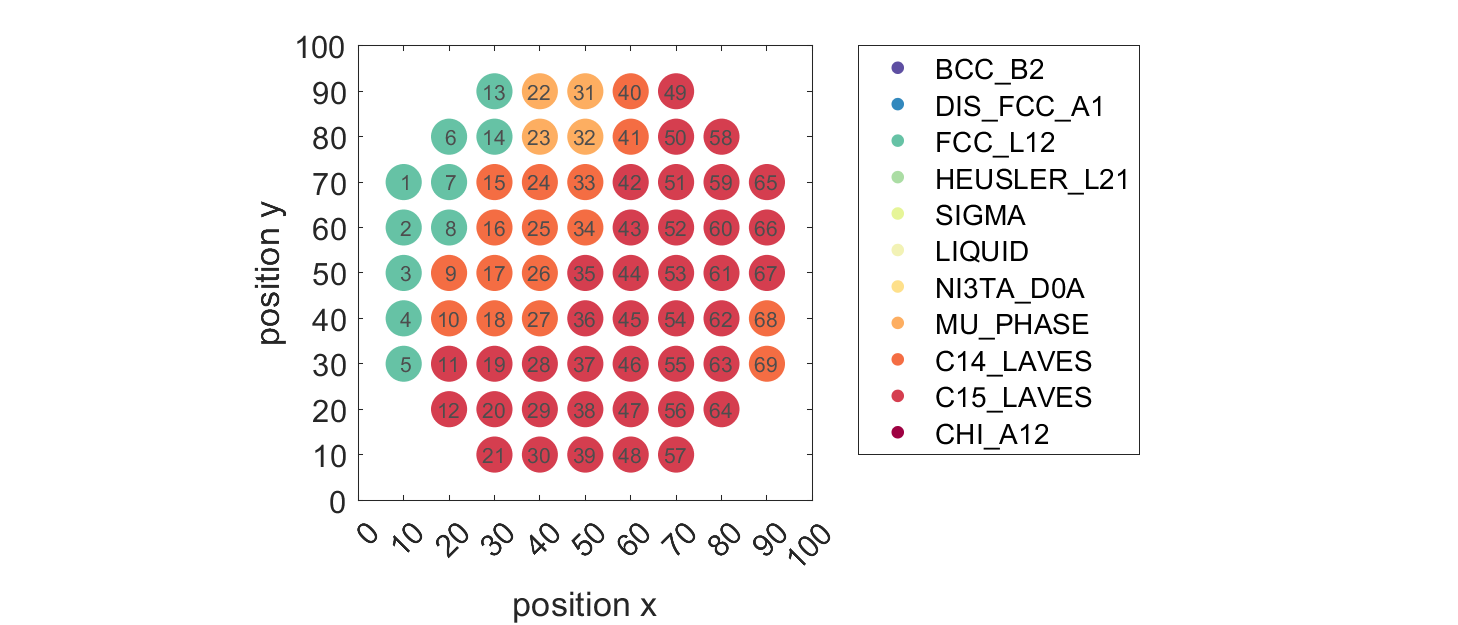 100
90
80
70
60
50
40
30
20
10
0
position y
13 22 31 40 49
6 14 23 32 41 50 58
1 7 15 24 33 42 51 59 65
2 8 16 25 34 43 52 60 66
3 9 17 26 35 44 53 61 67
4 10 18 27 36 45 54 62 68
5 11 19 28 37 46 55 63 69
12 20 29 38 47 56 64
21 30 39 48 57
0 10 20 30 40 50 60 70 80 90 100
position x
BCC_B2
DIS_FCC_A1
FCC_L12
HEUSLER_L21
SIGMA
LIQUID
NI3TA_D0A
MU_PHASE
C14_LAVES
C15_LAVES
CHI_A12